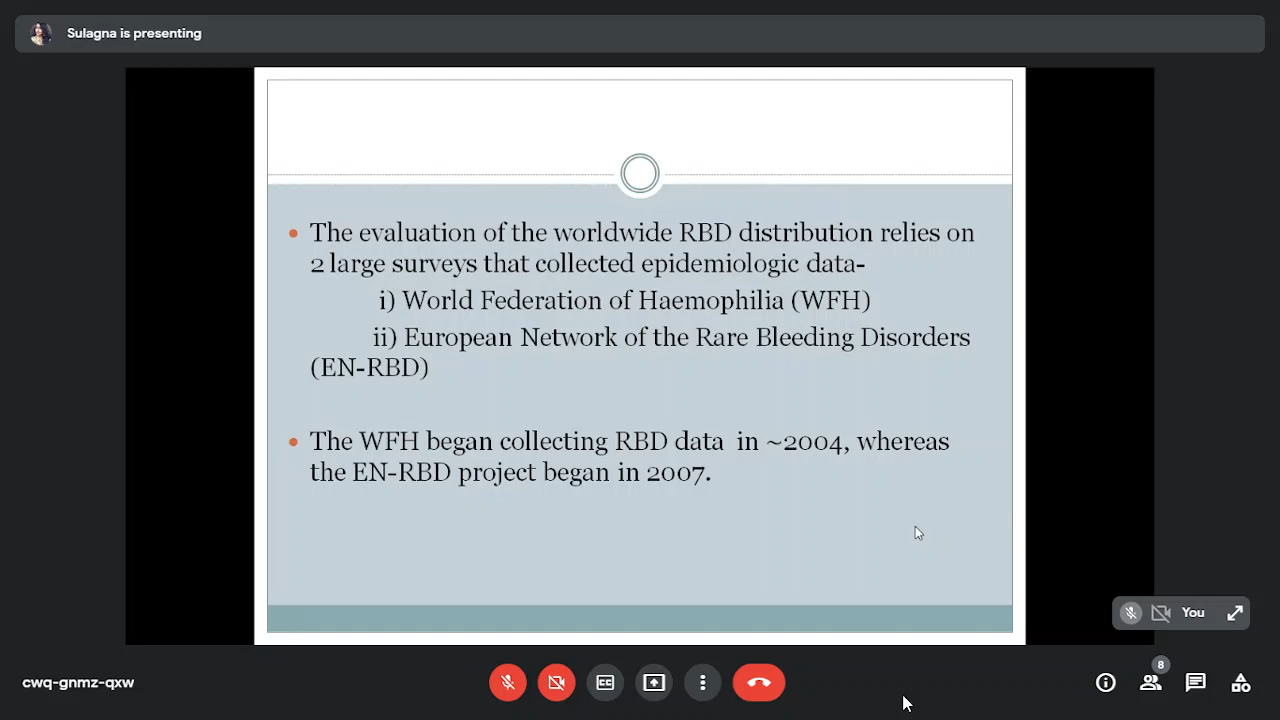 Sulagna is presenting
The evaluation of the worldwide RBD distribution relies on
2 large surveys that collected epidemiologic data-
i) World Federation of Haemophilia (WFH)
ii) European Network of the Rare Bleeding Disorders
(EN-RBD)
The WFH began collecting RBD data in ~2004, whereas
the EN-RBD project began in 2007.
You
8
cwq-gnmz-qxw
CC